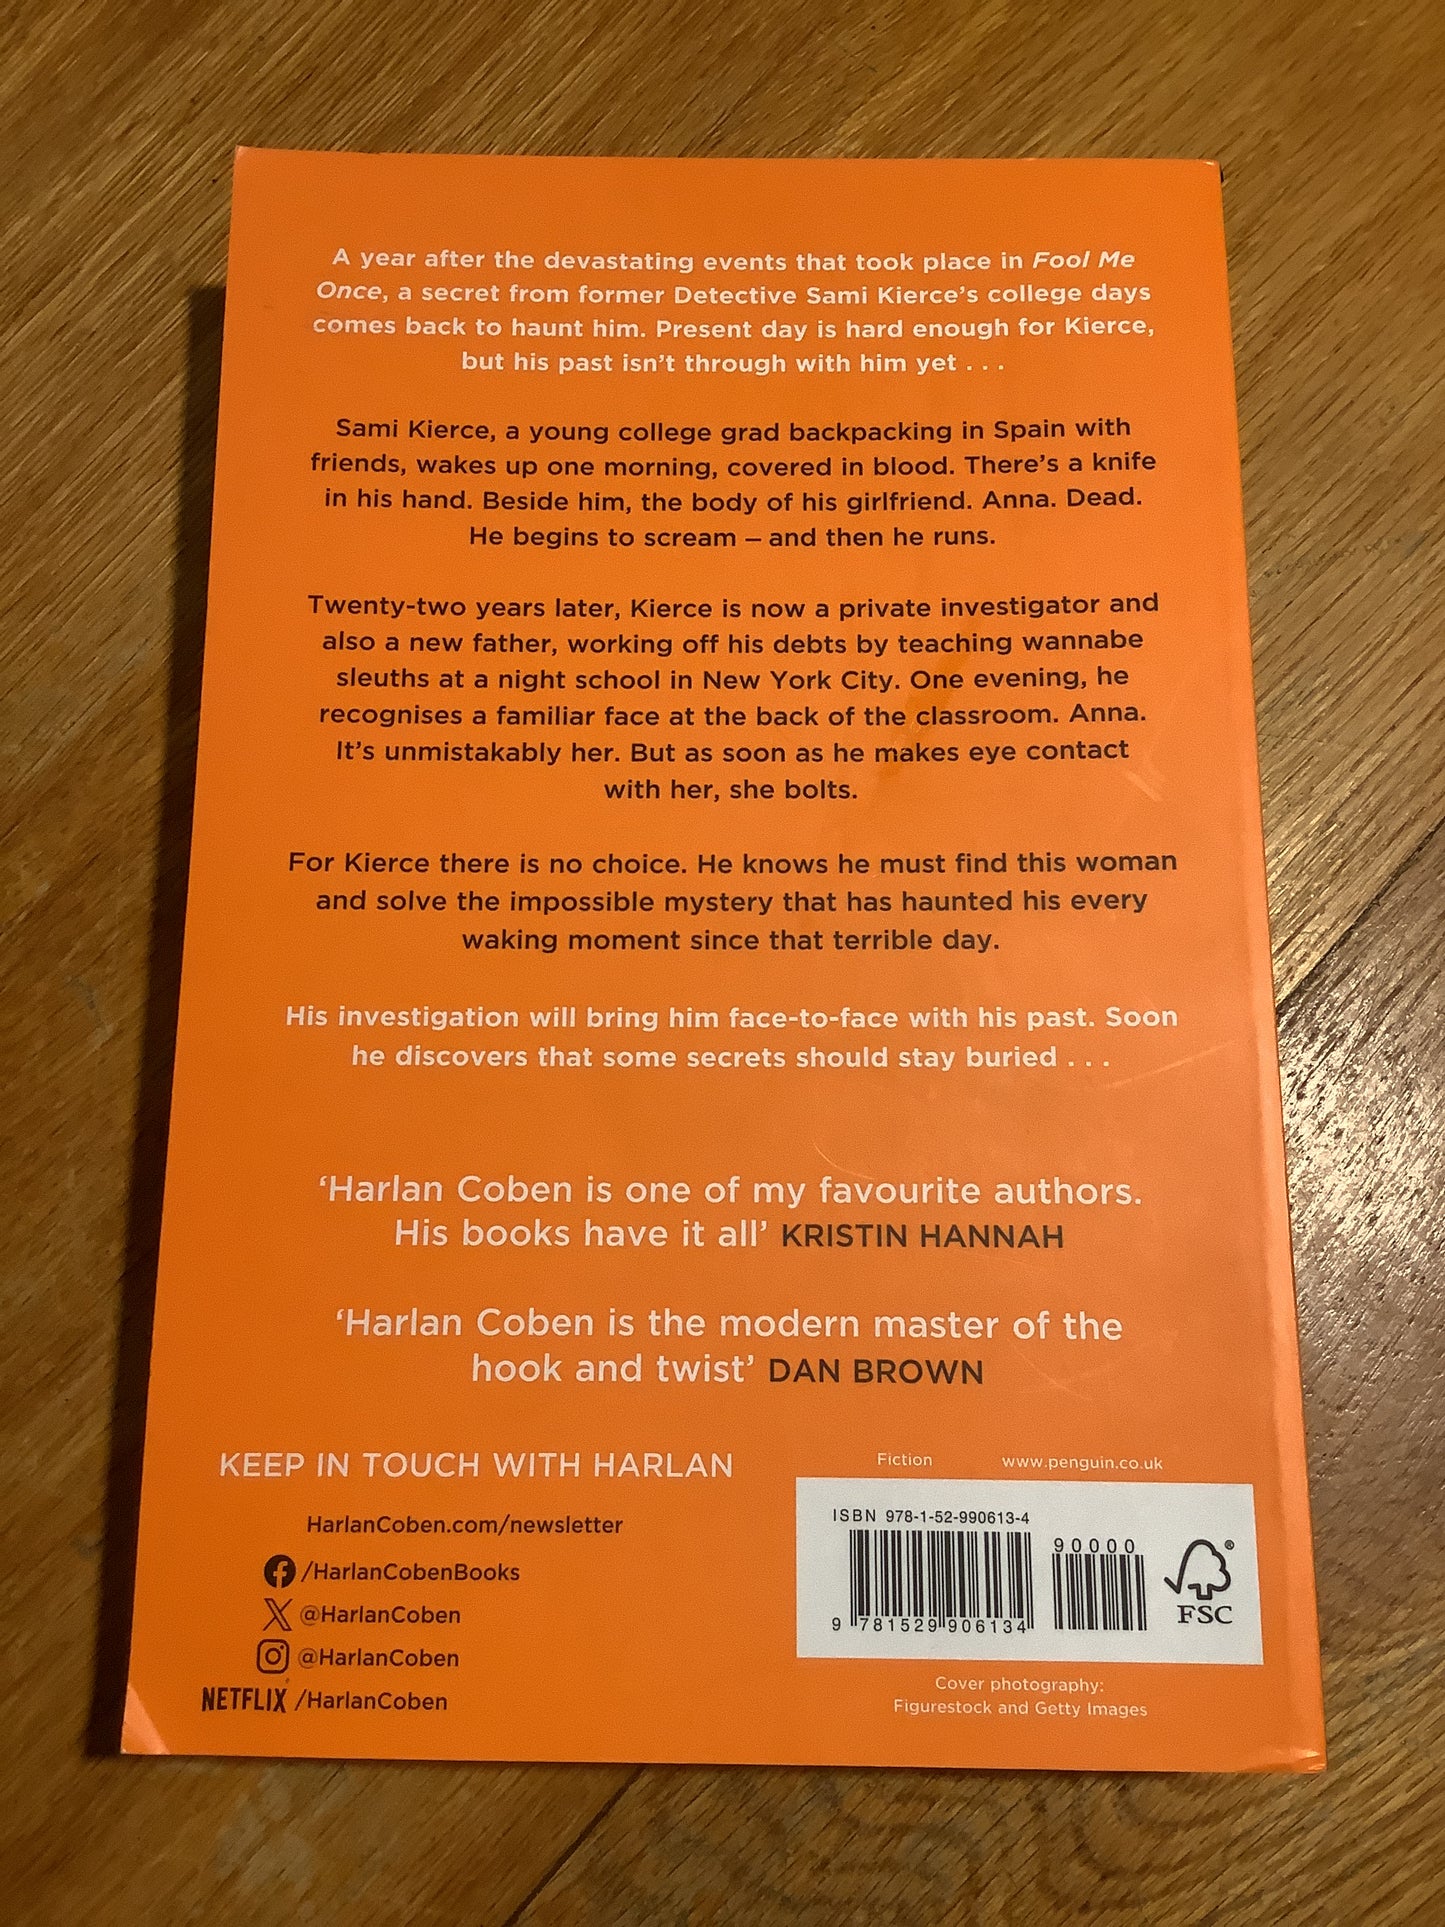 A year after the devastating events that took place in Fool Me
Once, a secret from former Detective Sami Kierce's college days
comes back to haunt him. Present day is hard enough for Kierce,
but his past isn't through with him yet . . .
Sami Kierce, a young college grad backpacking in Spain with
friends, wakes up one morning, covered in blood. There's a knife
in his hand. Beside him, the body of his girlfriend. Anna. Dead.
He begins to scream – and then he runs.
Twenty-two years later, Kierce is now a private investigator and
also a new father, working off his debts by teaching wannabe
sleuths at a night school in New York City. One evening, he
recognises a familiar face at the back of the classroom. Anna.
It's unmistakably her. But as soon as he makes eye contact
with her, she bolts.
For Kierce there is no choice. He knows he must find this woman
and solve the impossible mystery that has haunted his every
waking moment since that terrible day.
His investigation will bring him face-to-face with his past. Soon
he discovers that some secrets should stay buried . . .
‘Harlan Coben is one of my favourite authors.
His books have it all’ KRISTIN HANNAH
‘Harlan Coben is the modern master of the
hook and twist’ DAN BROWN
KEEP IN TOUCH WITH HARLAN
HarlanCoben.com/newsletter
/HarlanCobenBooks
@HarlanCoben
@HarlanCoben
NETFLIX /HarlanCoben
Fiction www.penguin.co.uk
ISBN 978-1-52-990613-4
90000
9 781529 906134
FSC®
Cover photography:
Figurestock and Getty Images